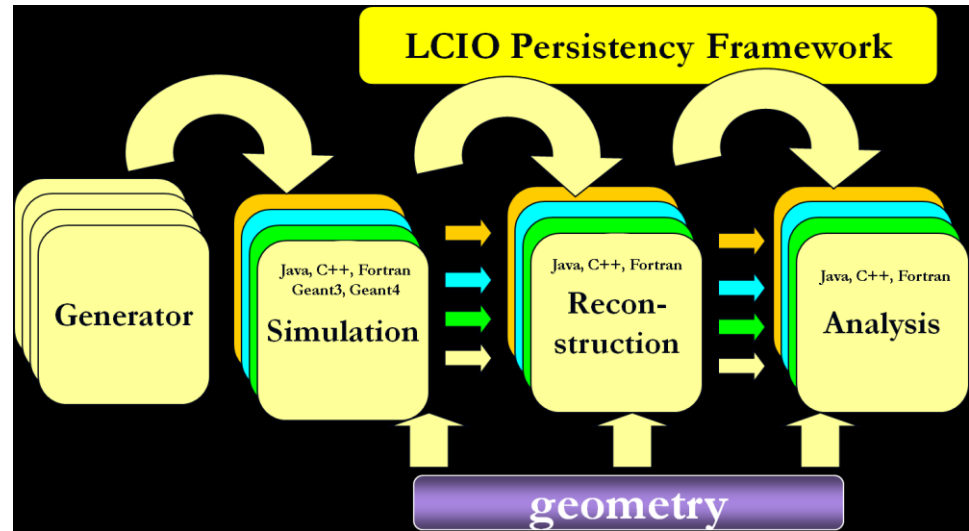 LCIO Persistency Framework
Generator
Java, C++, Fortran
Geant3, Geant4
Simulation
Java, C++, Fortran
Recon-
struction
Java, C++, Fortran
Analysis
geometry